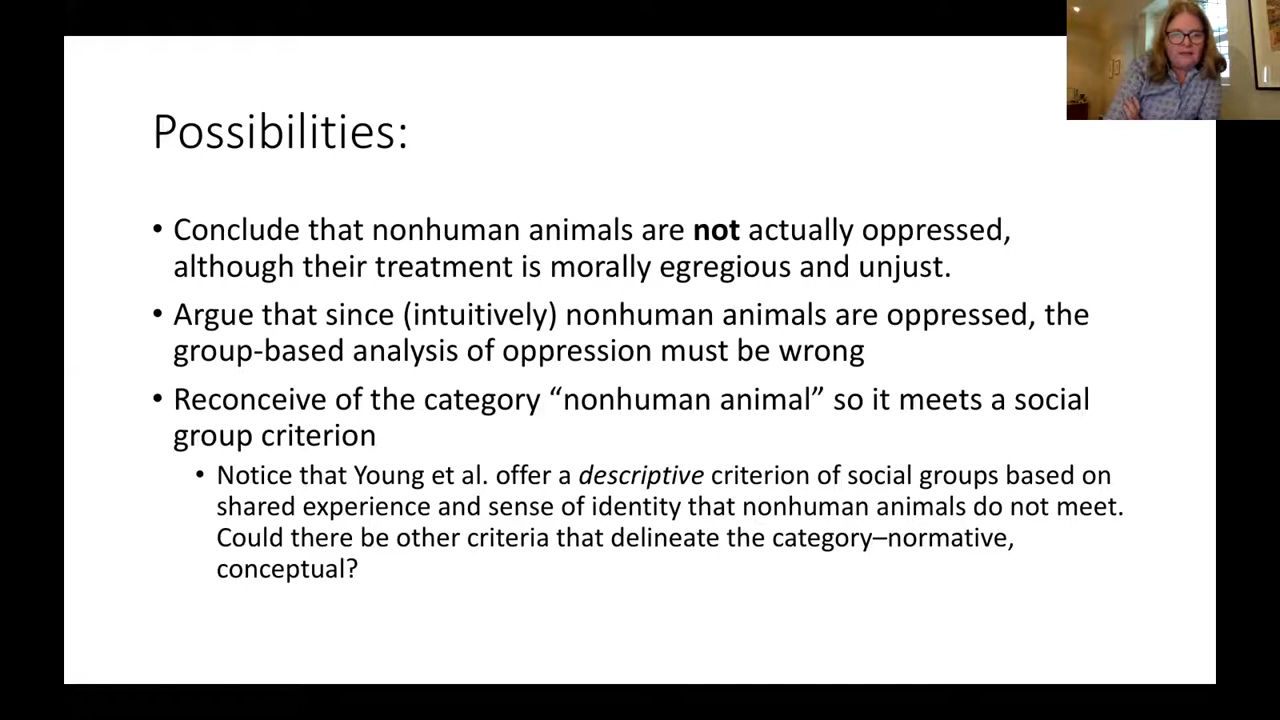 Possibilities:
• Conclude that nonhuman animals are not actually oppressed,
although their treatment is morally egregious and unjust.
• Argue that since (intuitively) nonhuman animals are oppressed, the
group-based analysis of oppression must be wrong
• Reconceive of the category “nonhuman animal” so it meets a social
group criterion
• Notice that Young et al. offer a descriptive criterion of social groups based on
shared experience and sense of identity that nonhuman animals do not meet.
Could there be other criteria that delineate the category–normative,
conceptual?